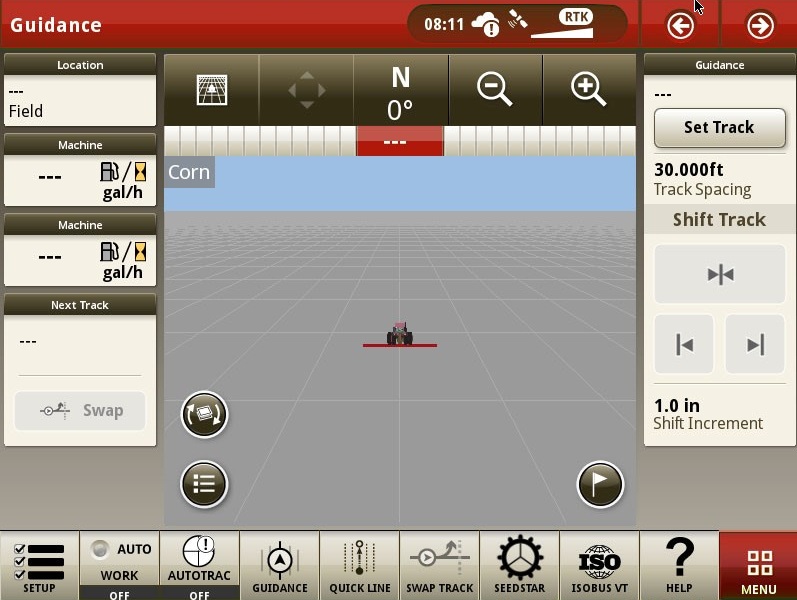 Guidance
08:11
RTK
Location
---
Field
Machine
---
/
gal/h
Machine
---
/
gal/h
Next Track
---
Swap
N
0°
---
Corn
Guidance
---
Set Track
30.000ft
Track Spacing
Shift Track
1.0 in
Shift Increment
SETUP
AUTO
WORK
OFF
AUTOTRAC
OFF
GUIDANCE
QUICK LINE
SWAP TRACK
SEEDSTAR
ISO
ISOBUS VT
?
HELP
MENU